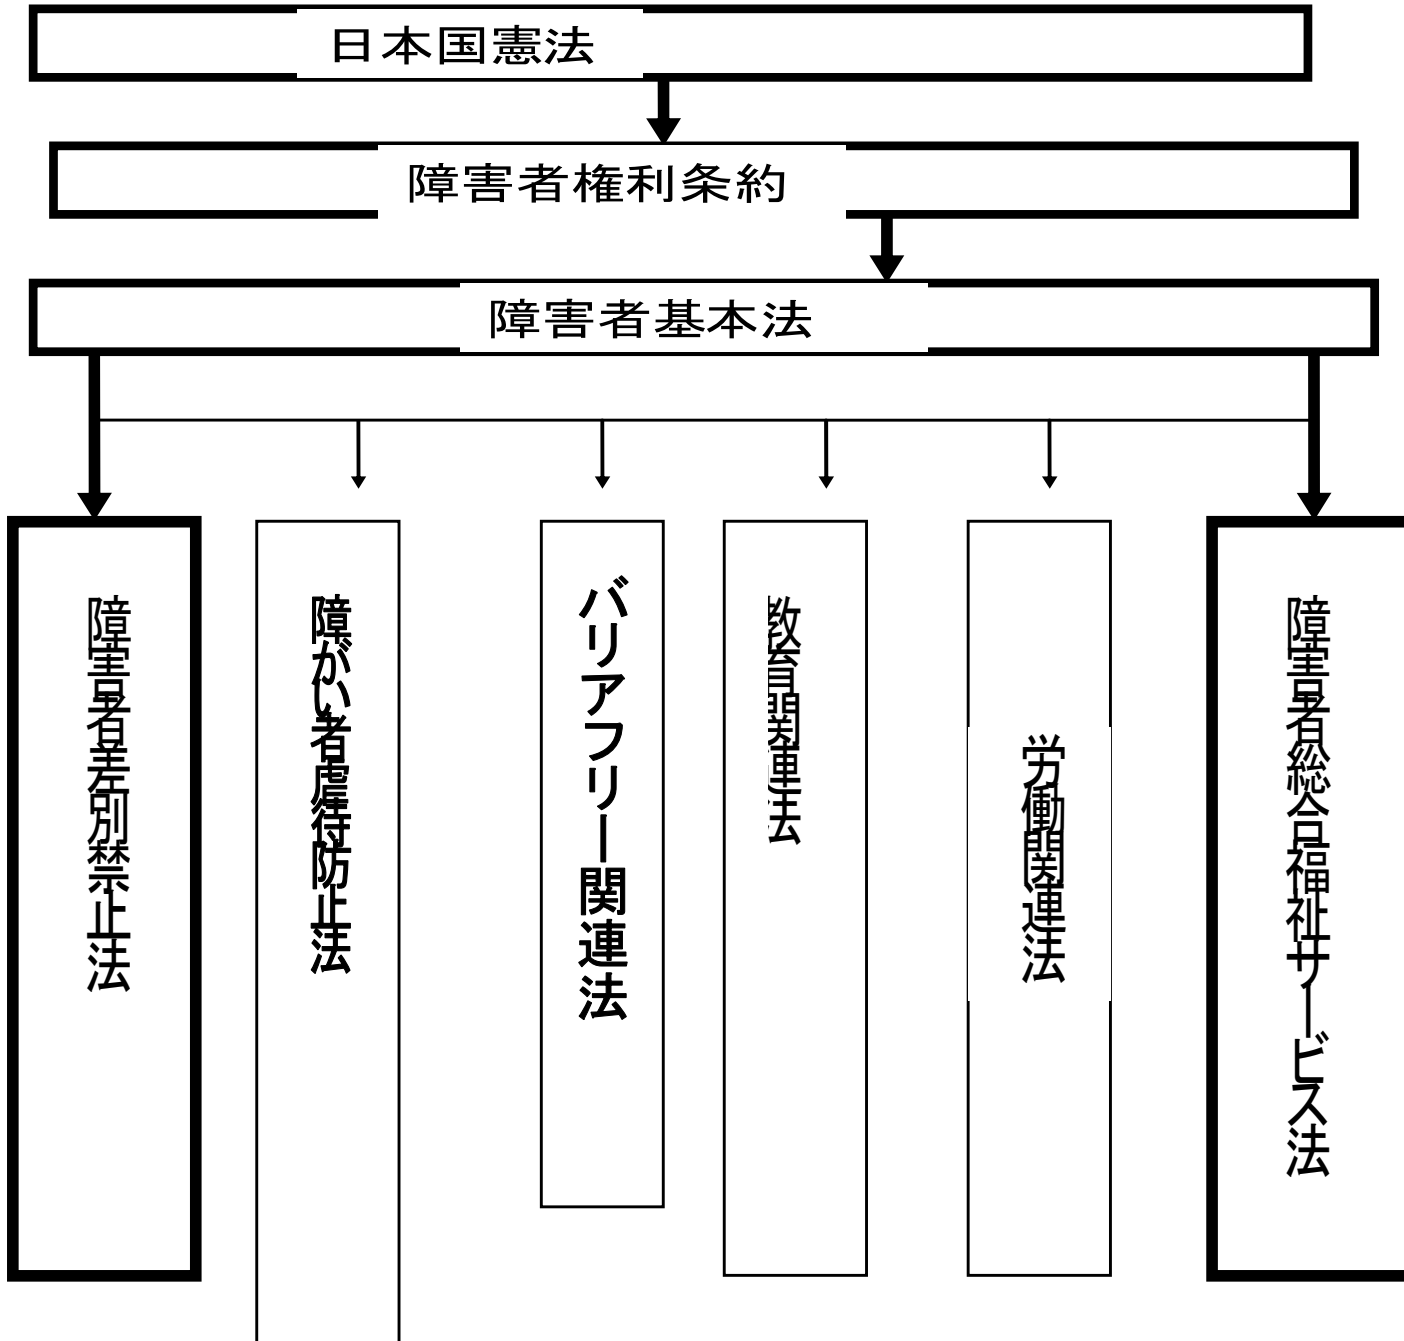 日本国憲法
障害者権利条約
障害者基本法
障害者差別禁止法
障がい者虐待防止法
バリアフリー関連法
教育関連法
労働関連法
障害者総合福祉サービス法